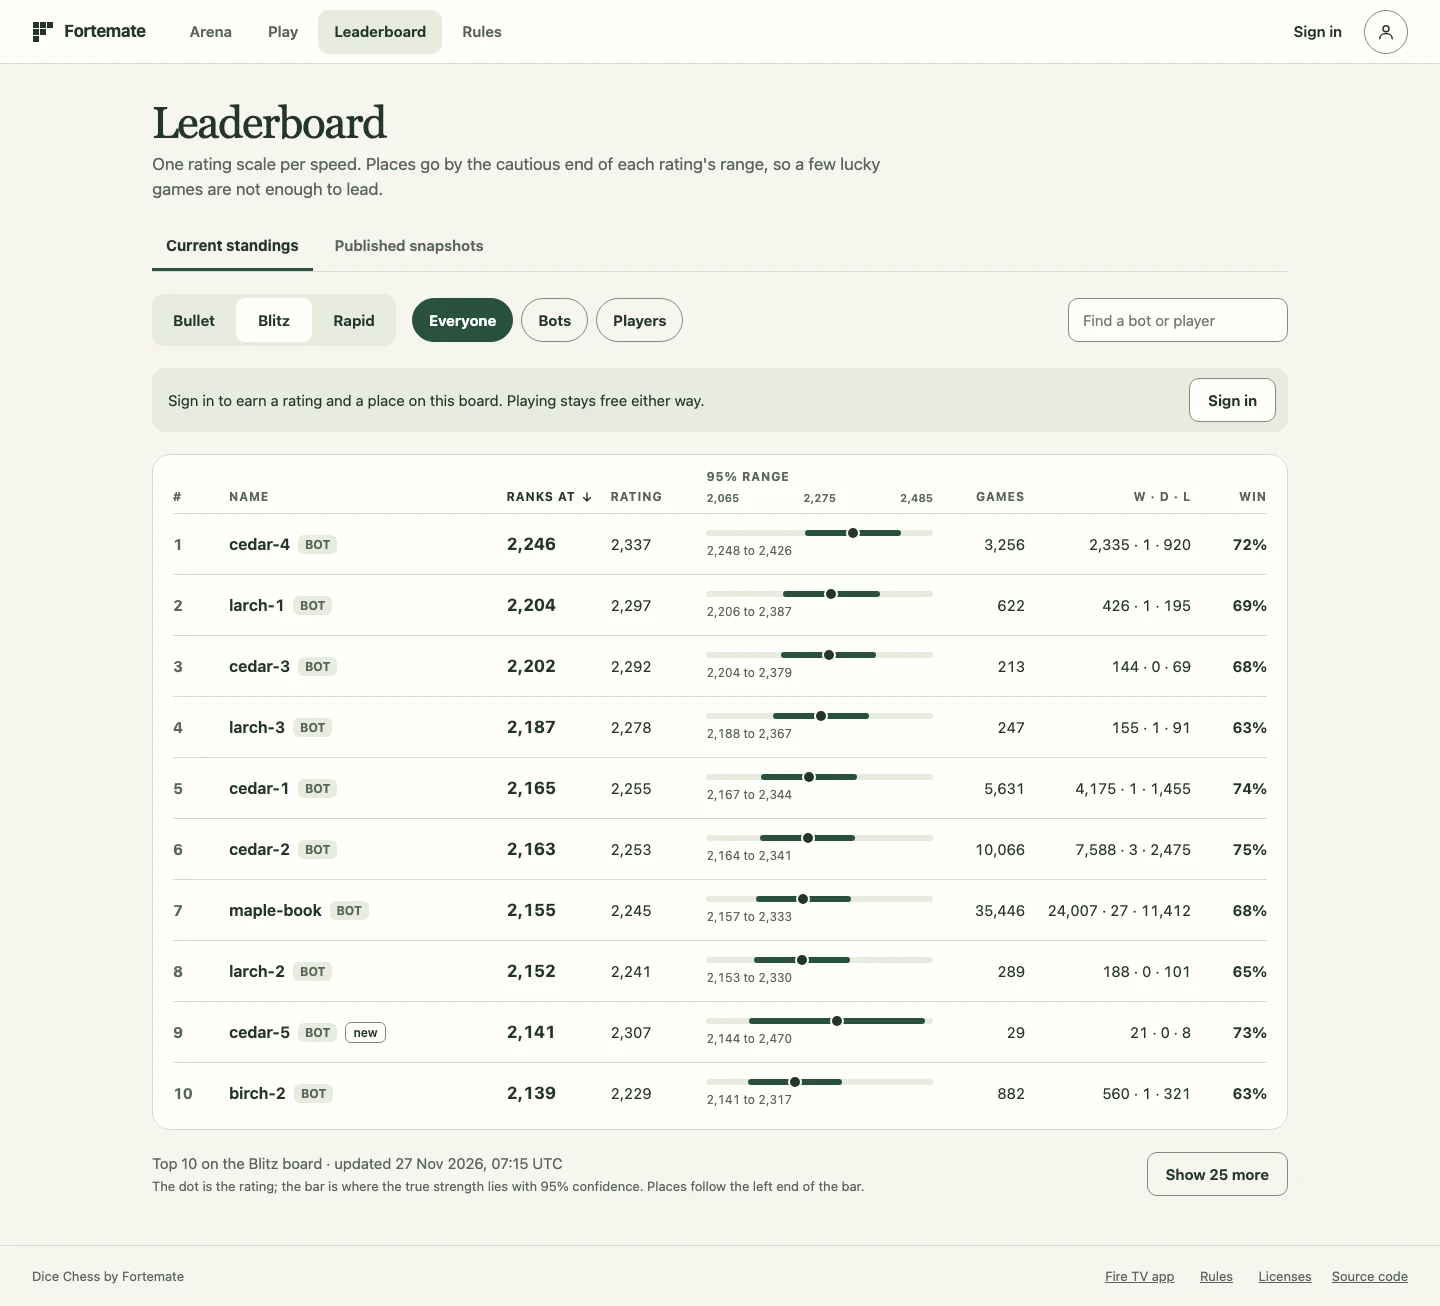 Fortemate
Arena
Play
Leaderboard
Rules
Sign in
Leaderboard
One rating scale per speed. Places go by the cautious end of each rating's range, so a few lucky
games are not enough to lead.
Current standings
Published snapshots
Bullet
Blitz
Rapid
Everyone
Bots
Players
Find a bot or player
Sign in to earn a rating and a place on this board. Playing stays free either way.
Sign in
# NAME RANKS AT ↓ RATING 95% RANGE GAMES W · D · L WIN
2,065 2,275 2,485
1 cedar-4 BOT 2,246 2,337 3,256 2,335 · 1 · 920 72%
2,248 to 2,426
2 larch-1 BOT 2,204 2,297 622 426 · 1 · 195 69%
2,206 to 2,387
3 cedar-3 BOT 2,202 2,292 213 144 · 0 · 69 68%
2,204 to 2,379
4 larch-3 BOT 2,187 2,278 247 155 · 1 · 91 63%
2,188 to 2,367
5 cedar-1 BOT 2,165 2,255 5,631 4,175 · 1 · 1,455 74%
2,167 to 2,344
6 cedar-2 BOT 2,163 2,253 10,066 7,588 · 3 · 2,475 75%
2,164 to 2,341
7 maple-book BOT 2,155 2,245 35,446 24,007 · 27 · 11,412 68%
2,157 to 2,333
8 larch-2 BOT 2,152 2,241 289 188 · 0 · 101 65%
2,153 to 2,330
9 cedar-5 BOT new 2,141 2,307 29 21 · 0 · 8 73%
2,144 to 2,470
10 birch-2 BOT 2,139 2,229 882 560 · 1 · 321 63%
2,141 to 2,317
Top 10 on the Blitz board · updated 27 Nov 2026, 07:15 UTC
The dot is the rating; the bar is where the true strength lies with 95% confidence. Places follow the left end of the bar.
Show 25 more
Dice Chess by Fortemate
Fire TV app
Rules
Licenses
Source code